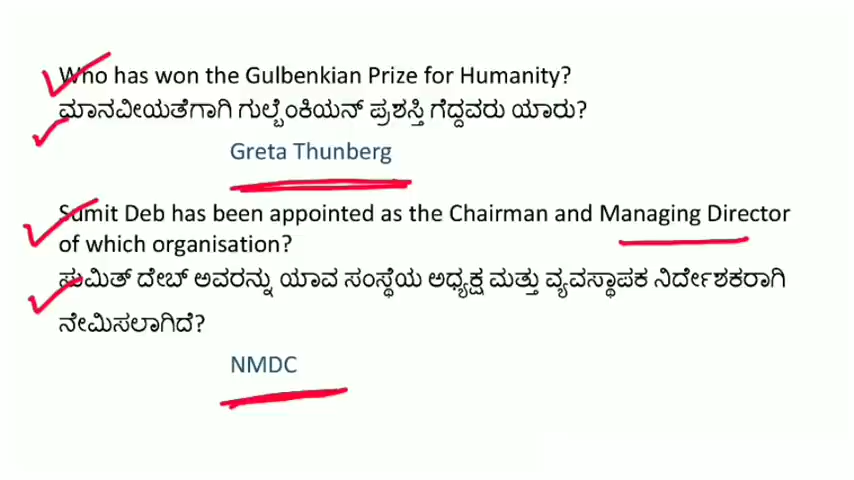 Who has won the Gulbenkian Prize for Humanity?
ಮಾನವೀಯತೆಗಾಗಿ ಗುಲ್ಬೆಂಕಿಯನ್ ಪ್ರಶಸ್ತಿ ಗೆದ್ದವರು ಯಾರು?
Greta Thunberg
Sumit Deb has been appointed as the Chairman and Managing Director
of which organisation?
ಸುಮಿತ್ ದೇಬ್ ಅವರನ್ನು ಯಾವ ಸಂಸ್ಥೆಯ ಅಧ್ಯಕ್ಷ ಮತ್ತು ವ್ಯವಸ್ಥಾಪಕ ನಿರ್ದೇಶಕರಾಗಿ
ನೇಮಿಸಲಾಗಿದೆ?
NMDC